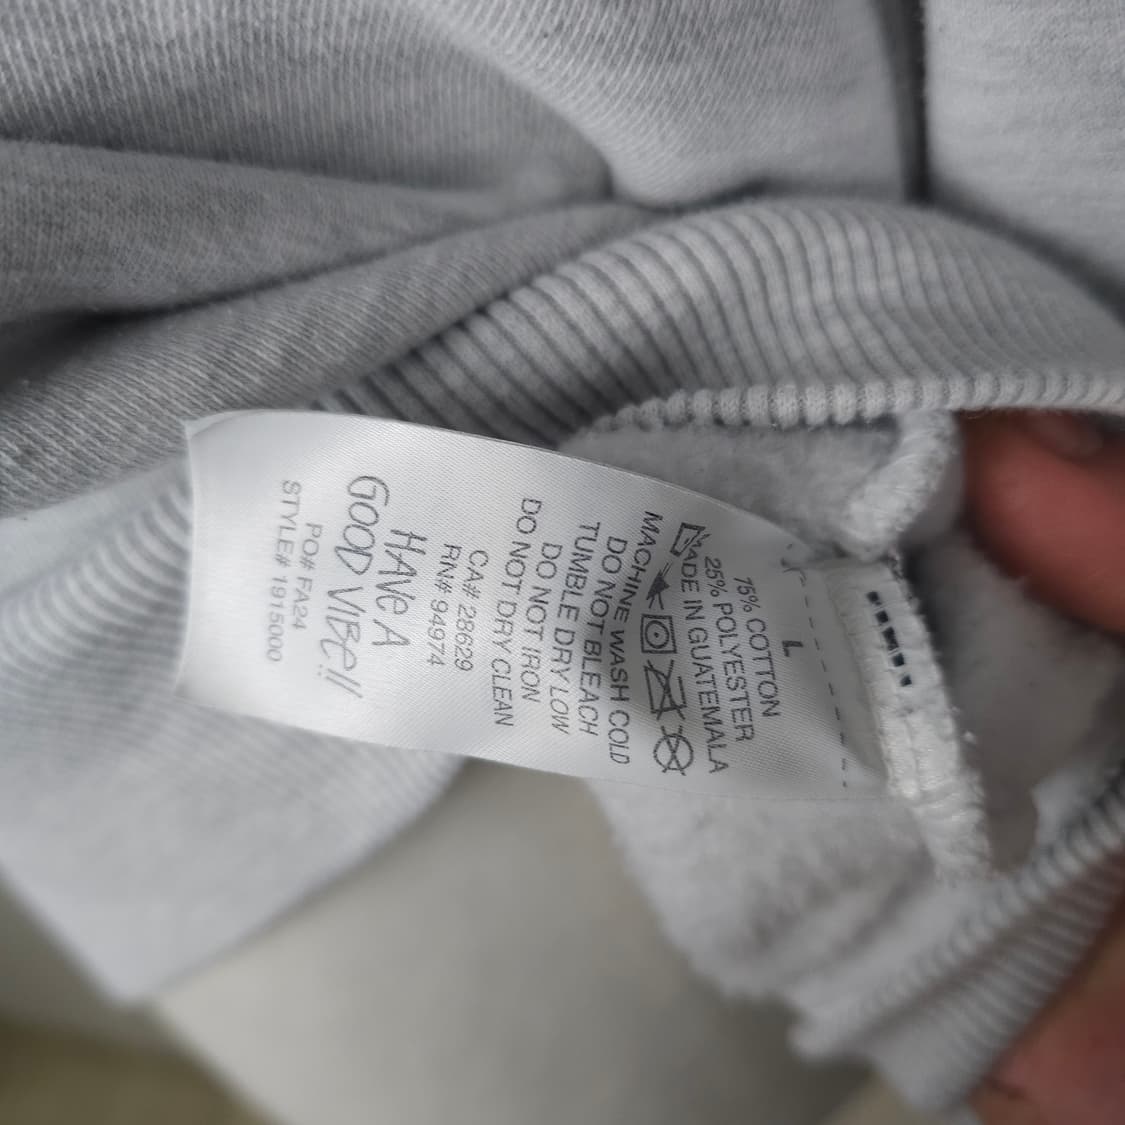 L
75% COTTON
25% POLYESTER
MADE IN GUATEMALA
MACHINE WASH COLD
DO NOT BLEACH
TUMBLE DRY LOW
DO NOT IRON
DO NOT DRY CLEAN
CA# 28629
RN# 94974
HAVE A
GOOD VIBE!!
PO# FA24
STYLE# 1915000